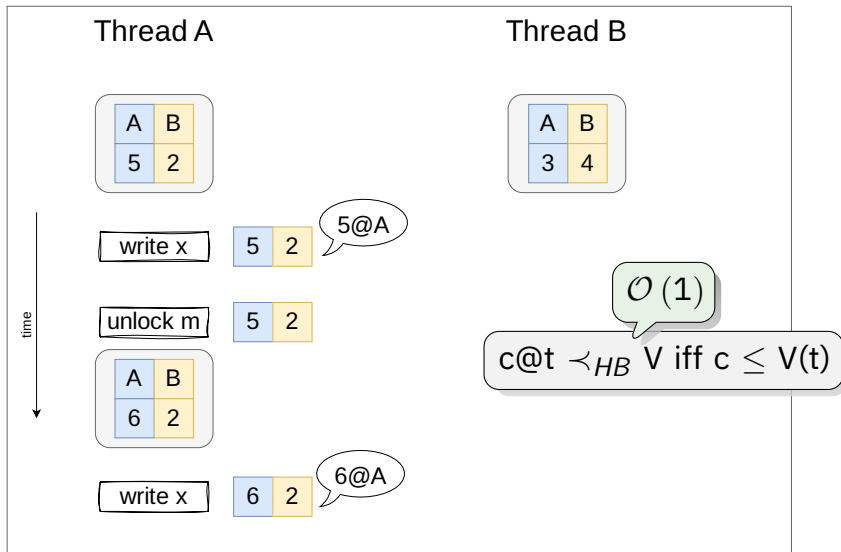 Thread A
Thread B
A B
5 2
A B
3 4
write x
5 2
5@A
unlock m
5 2
time
𝒪 (1)
c@t ≺HB V iff c ≤ V(t)
A B
6 2
write x
6 2
6@A